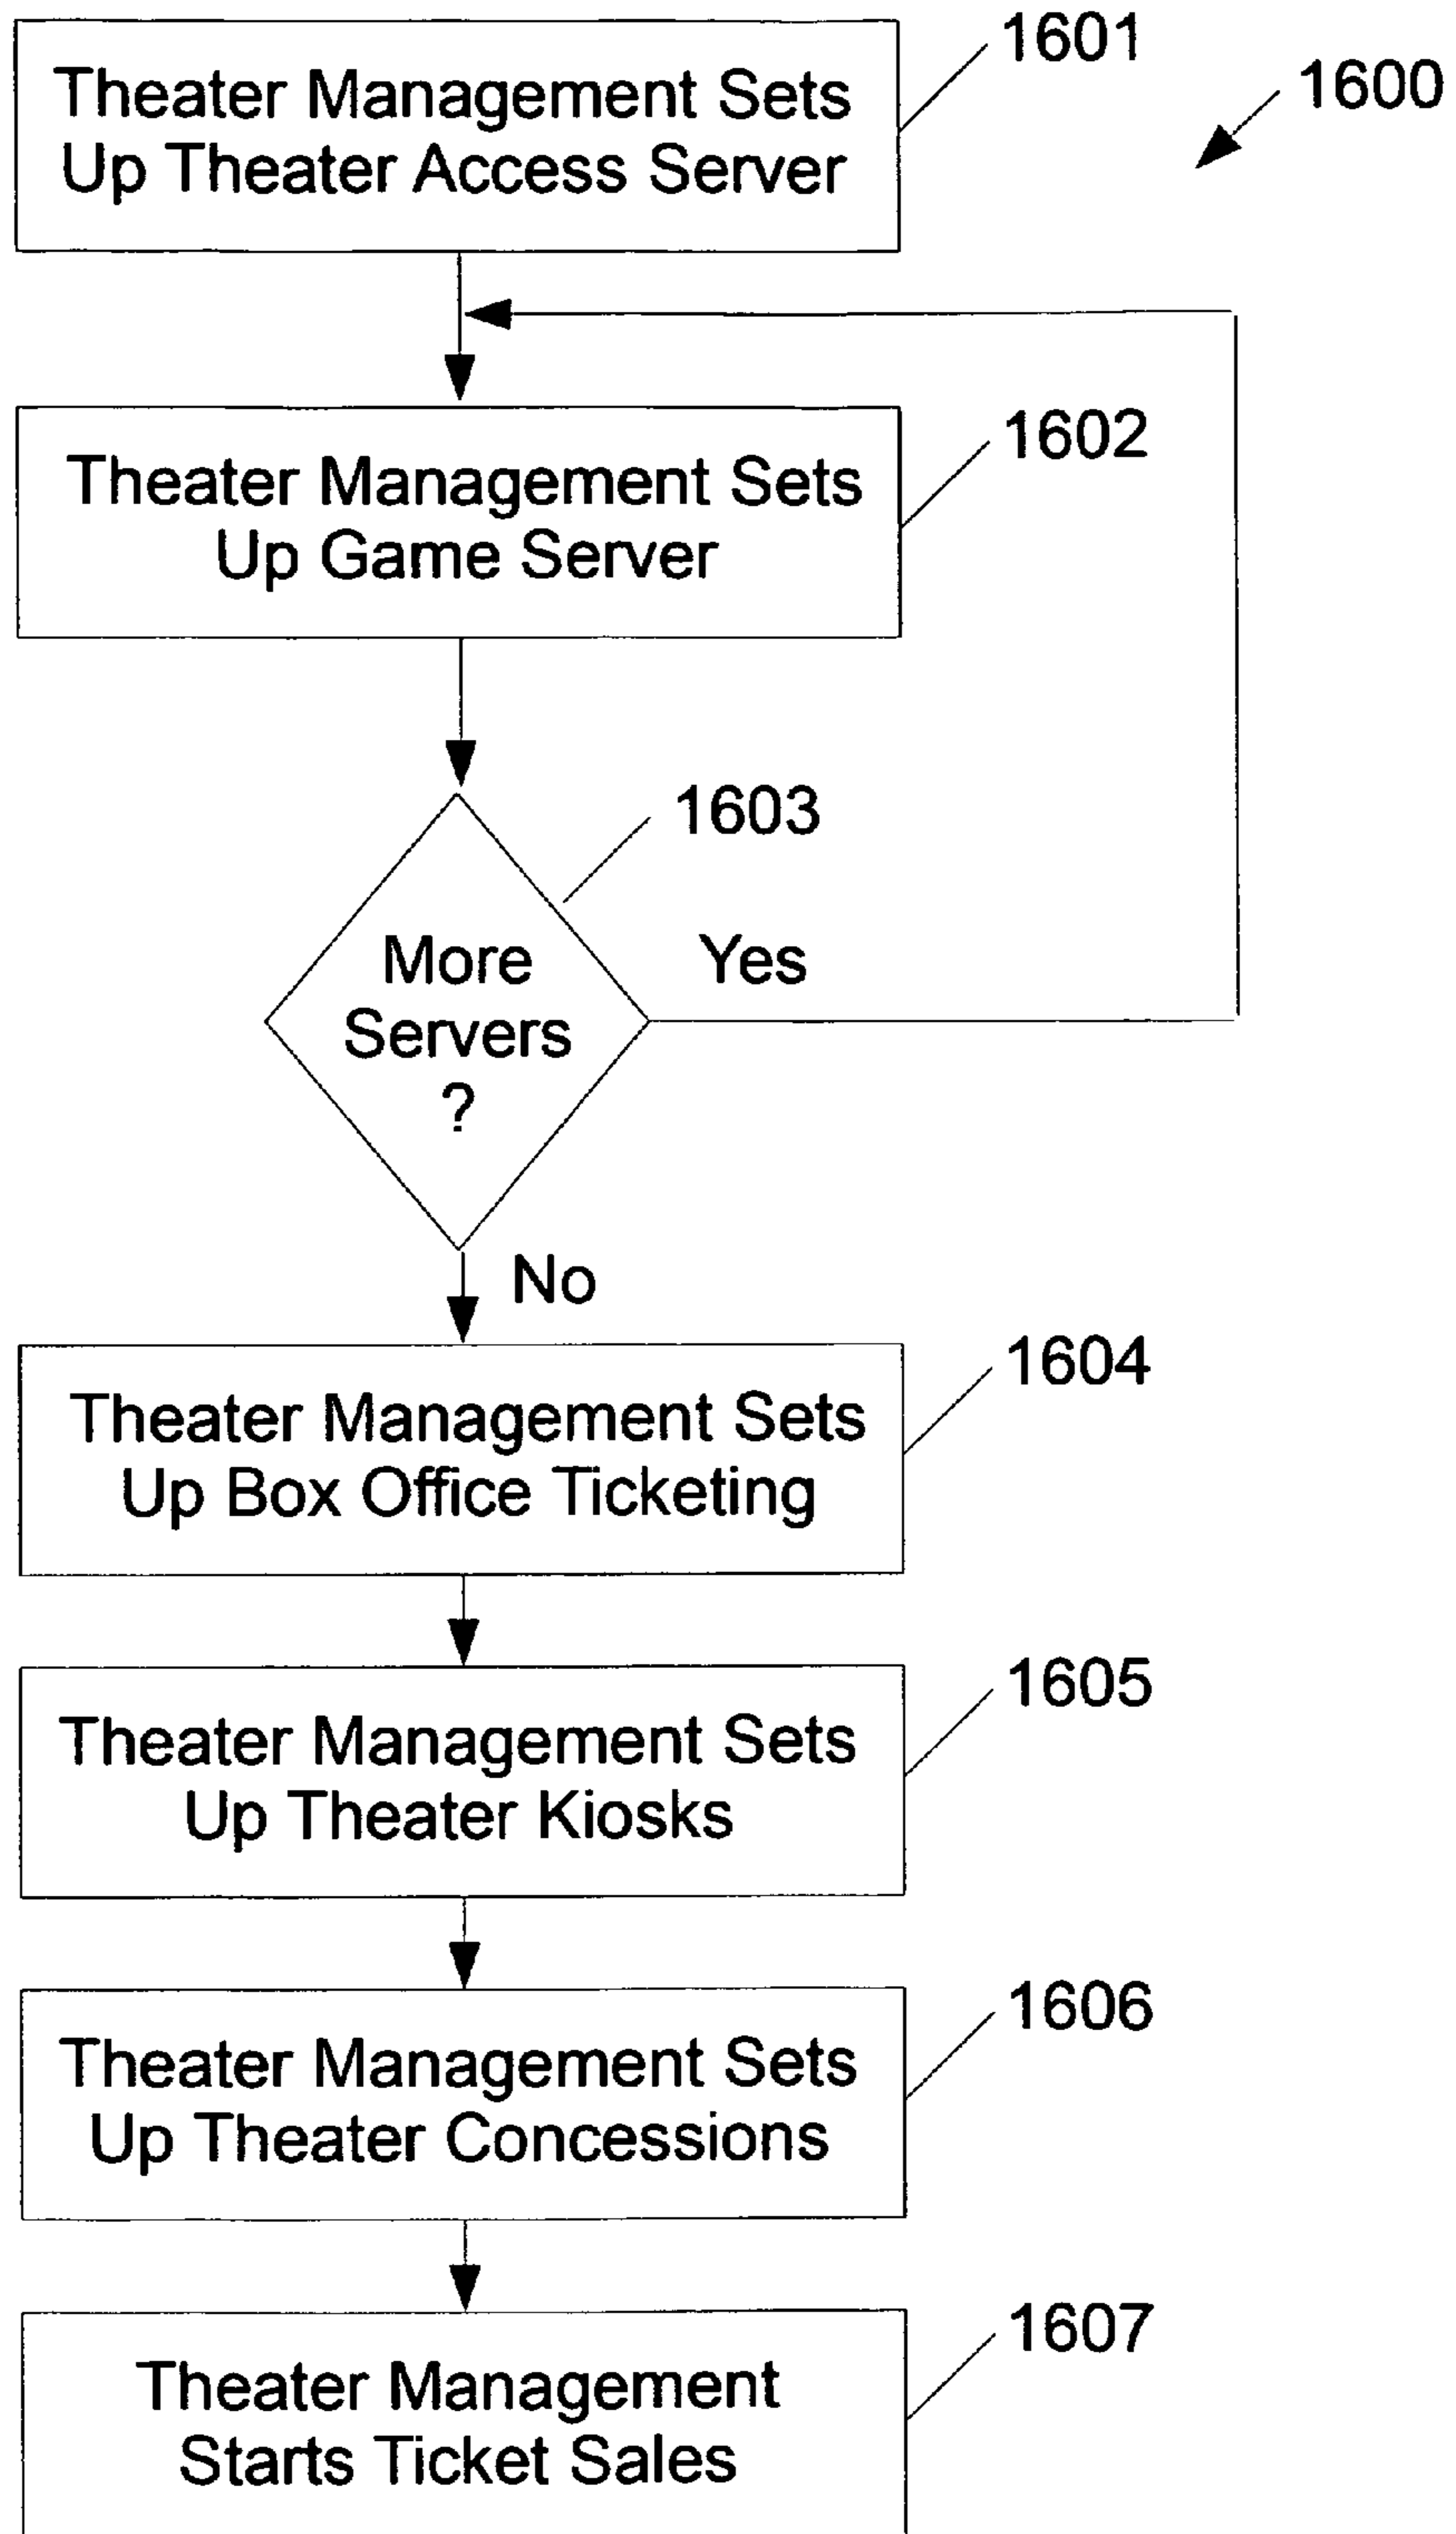 1601
1600
Theater Management Sets
Up Theater Access Server
1602
Theater Management Sets
Up Game Server
1603
More
Servers
?
Yes
No
1604
Theater Management Sets
Up Box Office Ticketing
1605
Theater Management Sets
Up Theater Kiosks
1606
Theater Management Sets
Up Theater Concessions
1607
Theater Management
Starts Ticket Sales